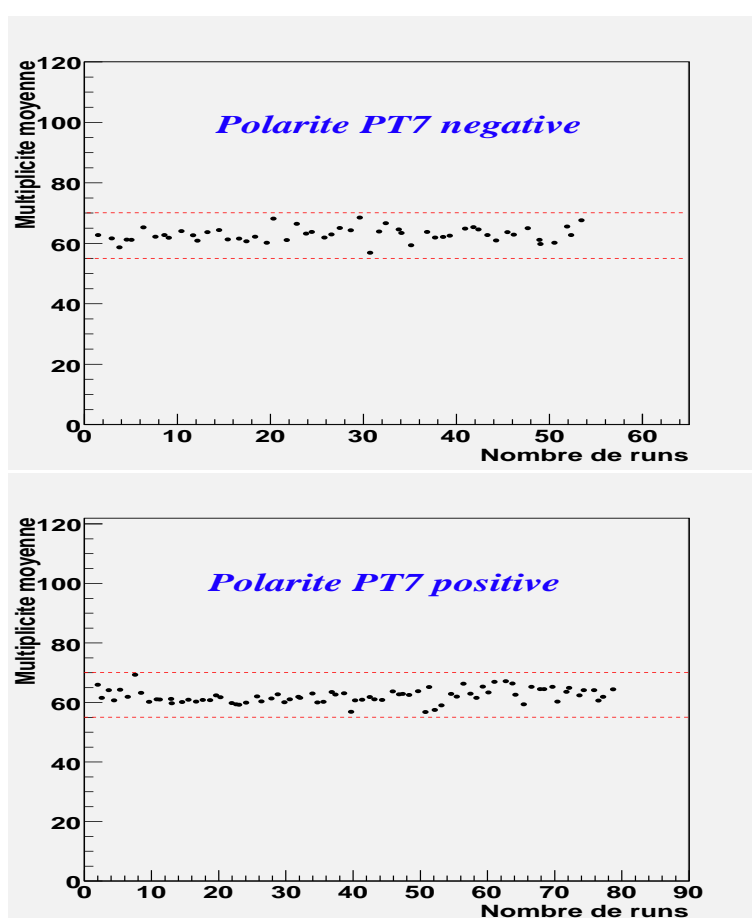 Multiplicite moyenne
120
100
80
60
40
20
0
Polarite PT7 negative
0 10 20 30 40 50 60
Nombre de runs
Multiplicite moyenne
120
100
80
60
40
20
0
Polarite PT7 positive
0 10 20 30 40 50 60 70 80 90
Nombre de runs